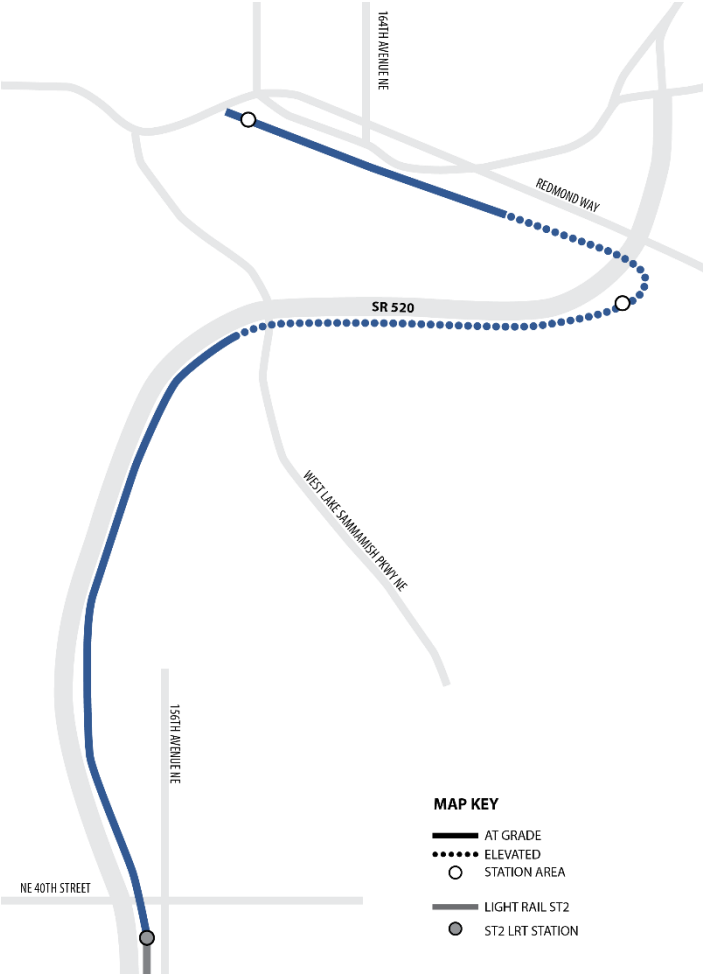 164TH AVENUE NE
REDMOND WAY
SR 520
WEST LAKE SAMMAMISH PKWY NE
156TH AVENUE NE
NE 40TH STREET
MAP KEY
AT GRADE
ELEVATED
STATION AREA
LIGHT RAIL ST2
ST2 LRT STATION